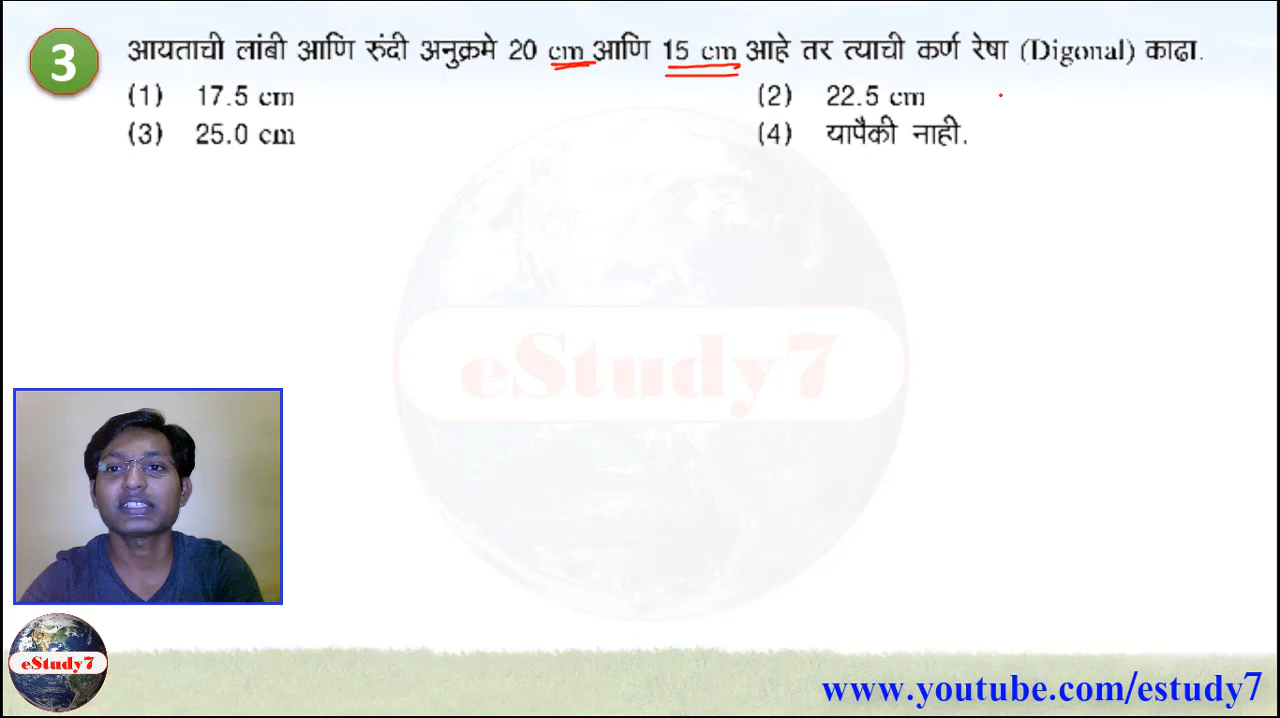 3
आयताची लांबी आणि रुंदी अनुक्रमे 20 cm आणि 15 cm आहे तर त्याची कर्ण रेषा (Digonal) काढा.
(1) 17.5 cm (2) 22.5 cm
(3) 25.0 cm (4) यापैकी नाही.
eStudy7
eStudy7
www.youtube.com/estudy7